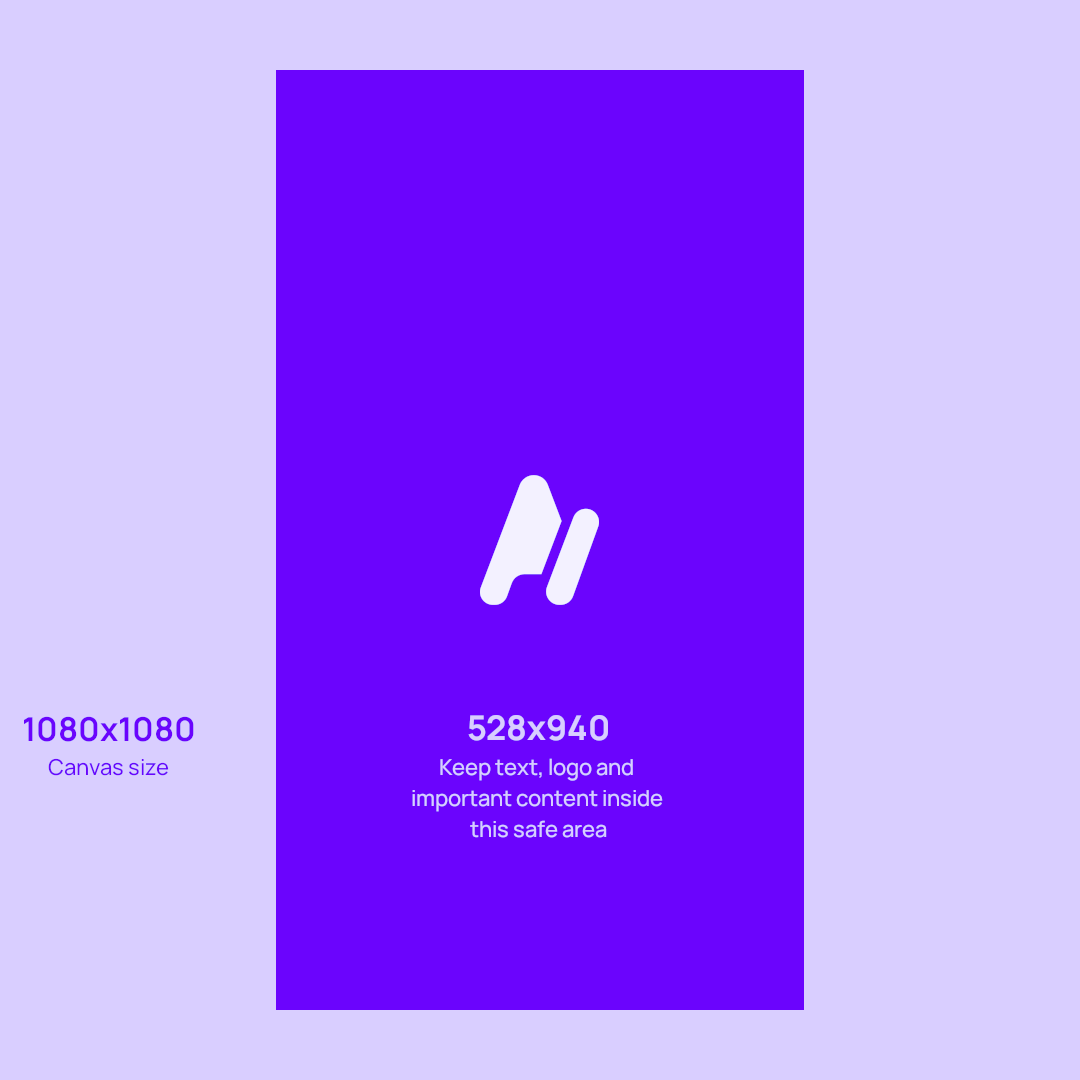 1080x1080
Canvas size
528x940
Keep text, logo and
important content inside
this safe area